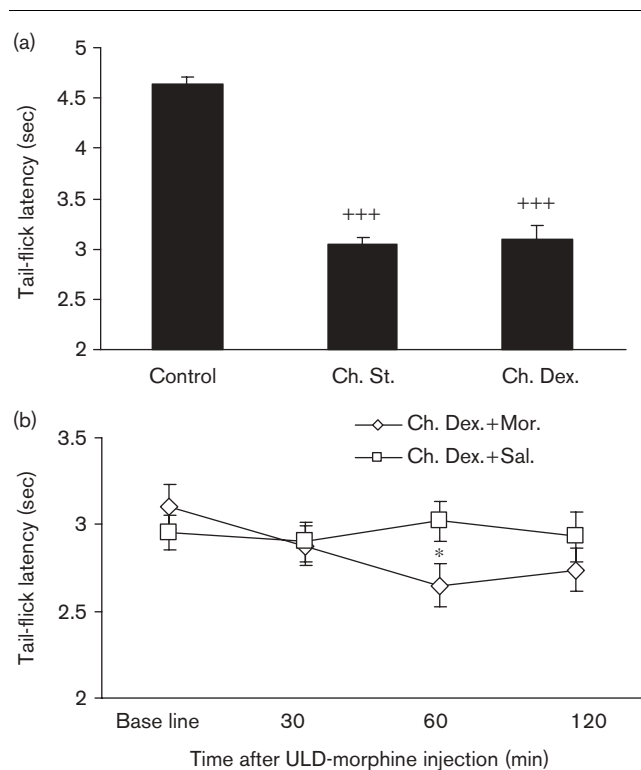 (a)
5
4.5
4
3.5
3
2.5
2
Tail-flick latency (sec)
+++
+++
Control Ch. St. Ch. Dex.
(b)
3.5
3
2.5
2
Tail-flick latency (sec)
Ch. Dex.+Mor.
Ch. Dex.+Sal.
*
Base line 30 60 120
Time after ULD-morphine injection (min)